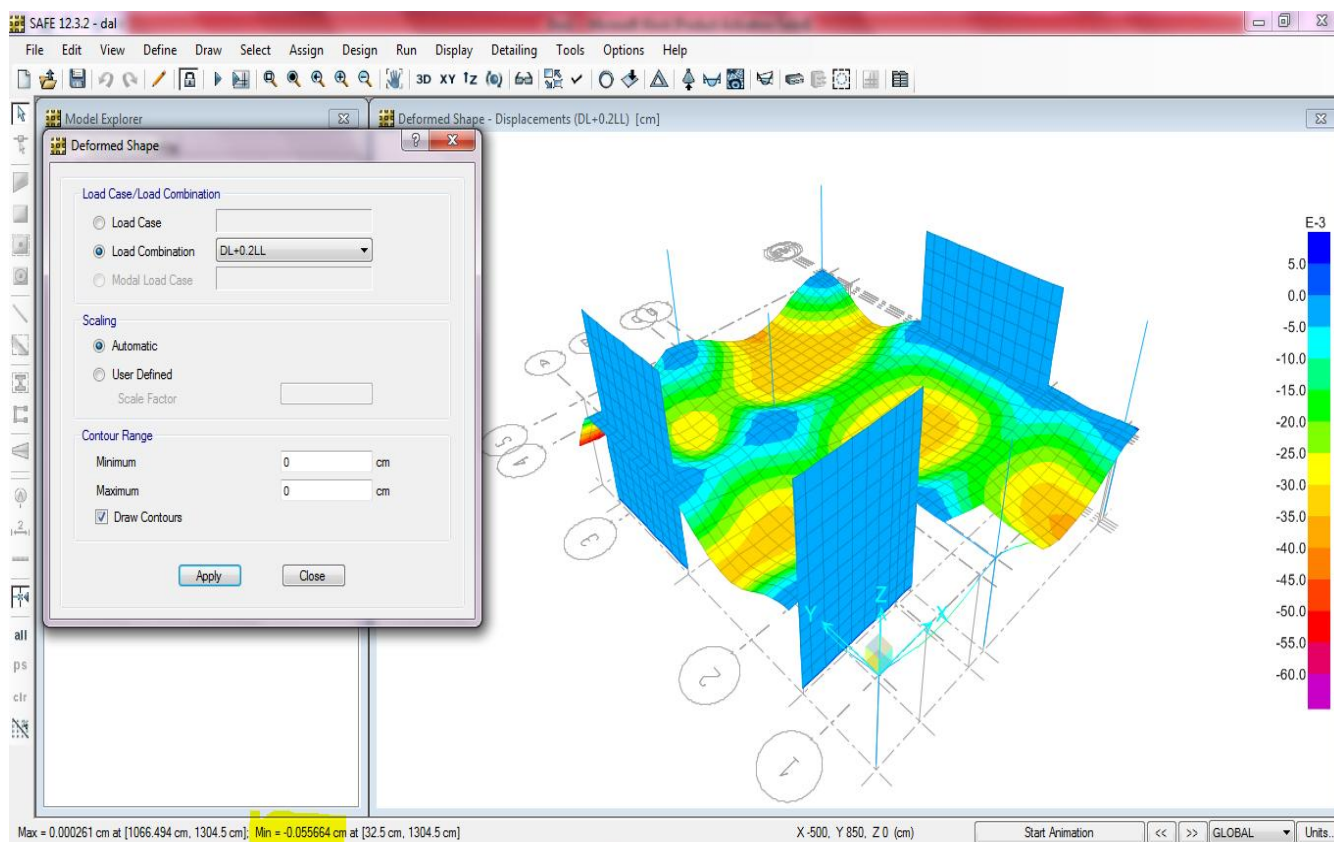 SAFE 12.3.2 - dal
File Edit View Define Draw Select Assign Design Run Display Detailing Tools Options Help
3D XY
Model Explorer
Deformed Shape - Displacements (DL+0.2LL) [cm]
Deformed Shape
Load Case/Load Combination
Load Case
Load Combination DL+0.2LL
Modal Load Case
Scaling
Automatic
User Defined
Scale Factor
Contour Range
Minimum 0 cm
Maximum 0 cm
Draw Contours
Apply Close
all
ps
clr
E-3
5.0
0.0
-5.0
-10.0
-15.0
-20.0
-25.0
-30.0
-35.0
-40.0
-45.0
-50.0
-55.0
-60.0
A
A
3
2
1
Z
Y
X
Max = 0.000261 cm at [1066.494 cm, 1304.5 cm]; Min = -0.055664 cm at [32.5 cm, 1304.5 cm]
X -500, Y 850, Z 0 (cm)
Start Animation << >> GLOBAL Units...